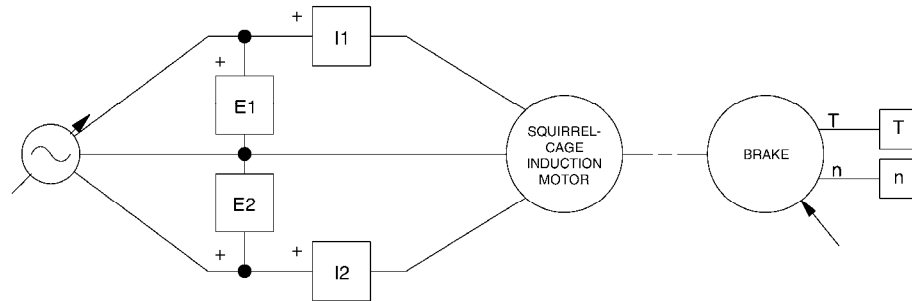 +
I1
+
E1
SQUIRREL-
CAGE
INDUCTION
MOTOR
BRAKE
T
T
n
n
E2
+
+
I2